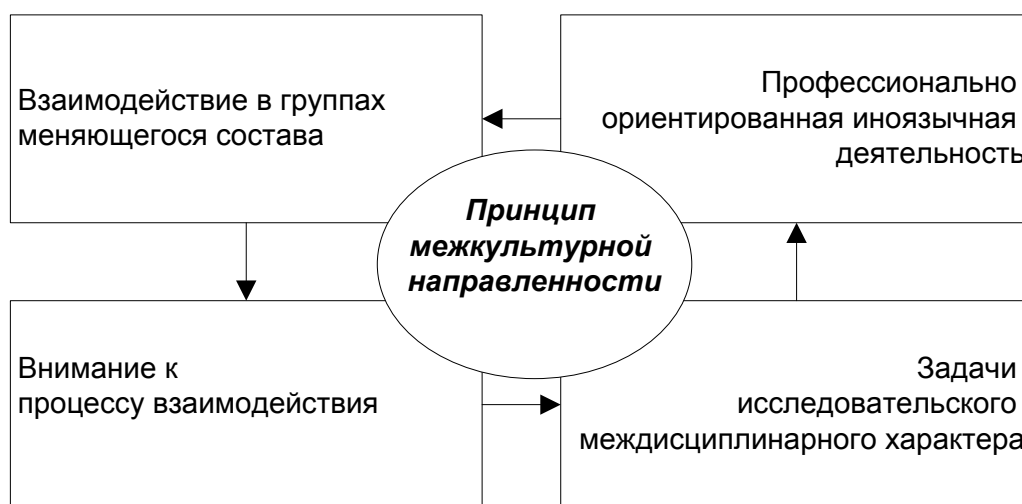 Взаимодействие в группах
меняющегося состава
Профессионально
ориентированная иноязычная
деятельность
Принцип
межкультурной
направленности
Внимание к
процессу взаимодействия
Задачи
исследовательского
междисциплинарного характера